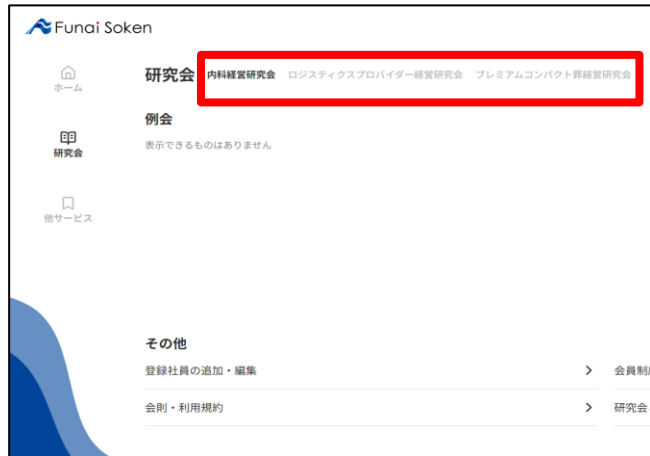 Funai Soken
ホーム
研究会
他サービス
研究会 内科経営研究会 ロジスティクスプロバイダー経営研究会 プレミアムコンパクト葬経営研究会
例会
表示できるものはありません
その他
登録社員の追加・編集
会員制
会則・利用規約
研究会